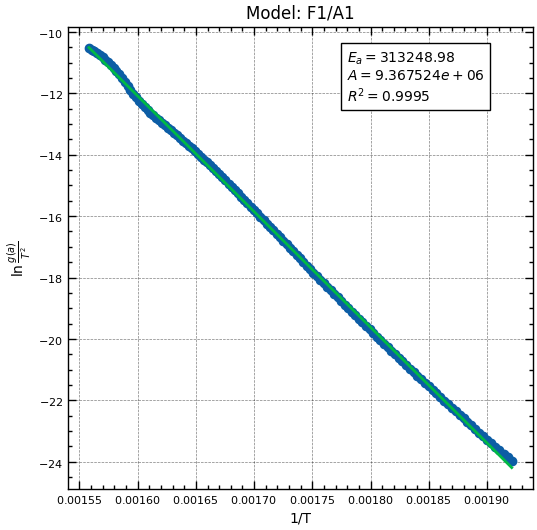 Model: F1/A1
E_a = 313248.98
A = 9.367524e + 06
R^2 = 0.9995
−10
−12
−14
−16
−18
−20
−22
−24
ln g(a)/T^2
0.00155 0.00160 0.00165 0.00170 0.00175 0.00180 0.00185 0.00190
1/T